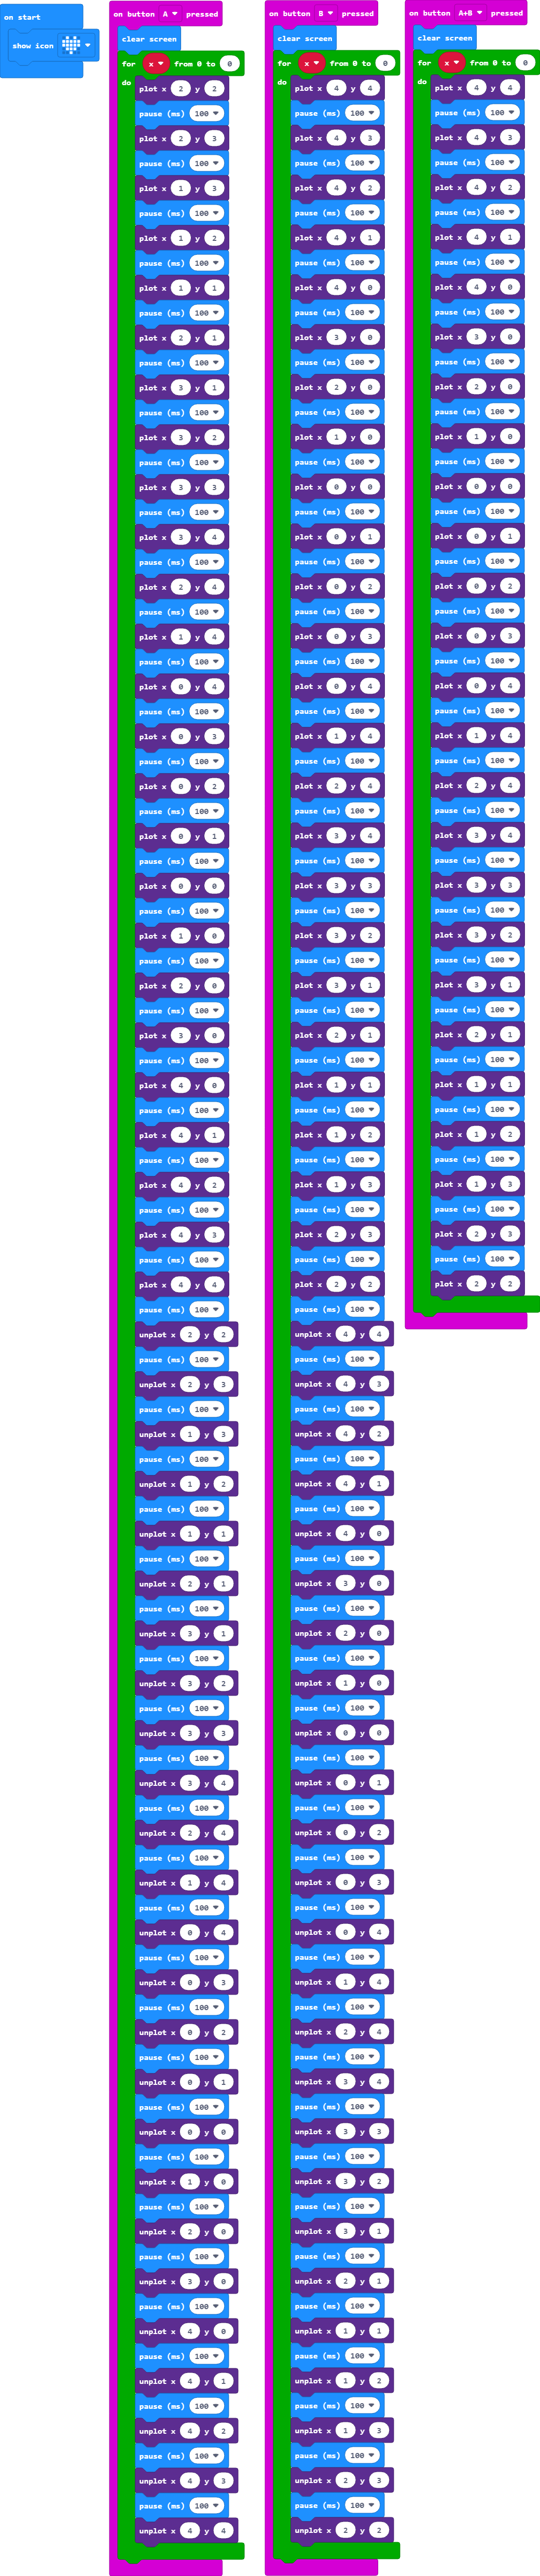 on start
show icon
on button A pressed
clear screen
for x from 0 to 0
do
plot x 2 y 2
pause (ms) 100
plot x 2 y 3
pause (ms) 100
plot x 1 y 3
pause (ms) 100
plot x 1 y 2
pause (ms) 100
plot x 1 y 1
pause (ms) 100
plot x 2 y 1
pause (ms) 100
plot x 3 y 1
pause (ms) 100
plot x 3 y 2
pause (ms) 100
plot x 3 y 3
pause (ms) 100
plot x 3 y 4
pause (ms) 100
plot x 2 y 4
pause (ms) 100
plot x 1 y 4
pause (ms) 100
plot x 0 y 4
pause (ms) 100
plot x 0 y 3
pause (ms) 100
plot x 0 y 2
pause (ms) 100
plot x 0 y 1
pause (ms) 100
plot x 0 y 0
pause (ms) 100
plot x 1 y 0
pause (ms) 100
plot x 2 y 0
pause (ms) 100
plot x 3 y 0
pause (ms) 100
plot x 4 y 0
pause (ms) 100
plot x 4 y 1
pause (ms) 100
plot x 4 y 2
pause (ms) 100
plot x 4 y 3
pause (ms) 100
plot x 4 y 4
pause (ms) 100
unplot x 2 y 2
pause (ms) 100
unplot x 2 y 3
pause (ms) 100
unplot x 1 y 3
pause (ms) 100
unplot x 1 y 2
pause (ms) 100
unplot x 1 y 1
pause (ms) 100
unplot x 2 y 1
pause (ms) 100
unplot x 3 y 1
pause (ms) 100
unplot x 3 y 2
pause (ms) 100
unplot x 3 y 3
pause (ms) 100
unplot x 3 y 4
pause (ms) 100
unplot x 2 y 4
pause (ms) 100
unplot x 1 y 4
pause (ms) 100
unplot x 0 y 4
pause (ms) 100
unplot x 0 y 3
pause (ms) 100
unplot x 0 y 2
pause (ms) 100
unplot x 0 y 1
pause (ms) 100
unplot x 0 y 0
pause (ms) 100
unplot x 1 y 0
pause (ms) 100
unplot x 2 y 0
pause (ms) 100
unplot x 3 y 0
pause (ms) 100
unplot x 4 y 0
pause (ms) 100
unplot x 4 y 1
pause (ms) 100
unplot x 4 y 2
pause (ms) 100
unplot x 4 y 3
pause (ms) 100
unplot x 4 y 4
on button B pressed
clear screen
for x from 0 to 0
do
plot x 4 y 4
pause (ms) 100
plot x 4 y 3
pause (ms) 100
plot x 4 y 2
pause (ms) 100
plot x 4 y 1
pause (ms) 100
plot x 4 y 0
pause (ms) 100
plot x 3 y 0
pause (ms) 100
plot x 2 y 0
pause (ms) 100
plot x 1 y 0
pause (ms) 100
plot x 0 y 0
pause (ms) 100
plot x 0 y 1
pause (ms) 100
plot x 0 y 2
pause (ms) 100
plot x 0 y 3
pause (ms) 100
plot x 0 y 4
pause (ms) 100
plot x 1 y 4
pause (ms) 100
plot x 2 y 4
pause (ms) 100
plot x 3 y 4
pause (ms) 100
plot x 3 y 3
pause (ms) 100
plot x 3 y 2
pause (ms) 100
plot x 3 y 1
pause (ms) 100
plot x 2 y 1
pause (ms) 100
plot x 1 y 1
pause (ms) 100
plot x 1 y 2
pause (ms) 100
plot x 1 y 3
pause (ms) 100
plot x 2 y 3
pause (ms) 100
plot x 2 y 2
pause (ms) 100
unplot x 4 y 4
pause (ms) 100
unplot x 4 y 3
pause (ms) 100
unplot x 4 y 2
pause (ms) 100
unplot x 4 y 1
pause (ms) 100
unplot x 4 y 0
pause (ms) 100
unplot x 3 y 0
pause (ms) 100
unplot x 2 y 0
pause (ms) 100
unplot x 1 y 0
pause (ms) 100
unplot x 0 y 0
pause (ms) 100
unplot x 0 y 1
pause (ms) 100
unplot x 0 y 2
pause (ms) 100
unplot x 0 y 3
pause (ms) 100
unplot x 0 y 4
pause (ms) 100
unplot x 1 y 4
pause (ms) 100
unplot x 2 y 4
pause (ms) 100
unplot x 3 y 4
pause (ms) 100
unplot x 3 y 3
pause (ms) 100
unplot x 3 y 2
pause (ms) 100
unplot x 3 y 1
pause (ms) 100
unplot x 2 y 1
pause (ms) 100
unplot x 1 y 1
pause (ms) 100
unplot x 1 y 2
pause (ms) 100
unplot x 1 y 3
pause (ms) 100
unplot x 2 y 3
pause (ms) 100
unplot x 2 y 2
on button A+B pressed
clear screen
for x from 0 to 0
do
plot x 4 y 4
pause (ms) 100
plot x 4 y 3
pause (ms) 100
plot x 4 y 2
pause (ms) 100
plot x 4 y 1
pause (ms) 100
plot x 4 y 0
pause (ms) 100
plot x 3 y 0
pause (ms) 100
plot x 2 y 0
pause (ms) 100
plot x 1 y 0
pause (ms) 100
plot x 0 y 0
pause (ms) 100
plot x 0 y 1
pause (ms) 100
plot x 0 y 2
pause (ms) 100
plot x 0 y 3
pause (ms) 100
plot x 0 y 4
pause (ms) 100
plot x 1 y 4
pause (ms) 100
plot x 2 y 4
pause (ms) 100
plot x 3 y 4
pause (ms) 100
plot x 3 y 3
pause (ms) 100
plot x 3 y 2
pause (ms) 100
plot x 3 y 1
pause (ms) 100
plot x 2 y 1
pause (ms) 100
plot x 1 y 1
pause (ms) 100
plot x 1 y 2
pause (ms) 100
plot x 1 y 3
pause (ms) 100
plot x 2 y 3
pause (ms) 100
plot x 2 y 2